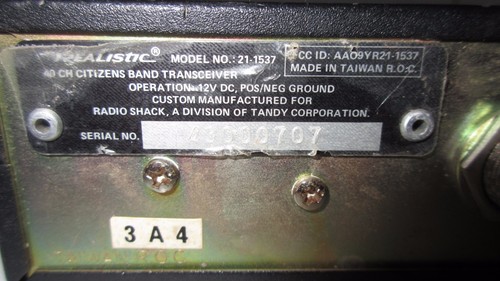 REALISTIC MODEL NO.: 21-1537 FCC ID: AAO9YR21-1537
40 CH CITIZENS BAND TRANSCEIVER MADE IN TAIWAN R.O.C.
OPERATION: 12V DC, POS/NEG GROUND
CUSTOM MANUFACTURED FOR
RADIO SHACK, A DIVISION OF TANDY CORPORATION.
SERIAL NO.
3A4
TAIWAN R.O.C.